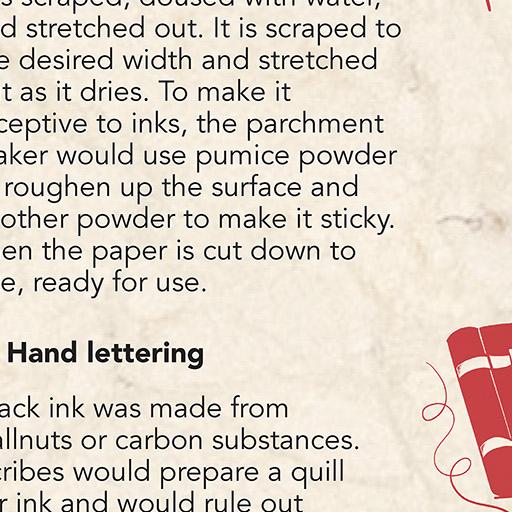 s scraped, doused with water,
d stretched out. It is scraped to
e desired width and stretched
t as it dries. To make it
ceptive to inks, the parchment
aker would use pumice powder
roughen up the surface and
other powder to make it sticky.
en the paper is cut down to
e, ready for use.
Hand lettering
ack ink was made from
allnuts or carbon substances.
cribes would prepare a quill
r ink and would rule out